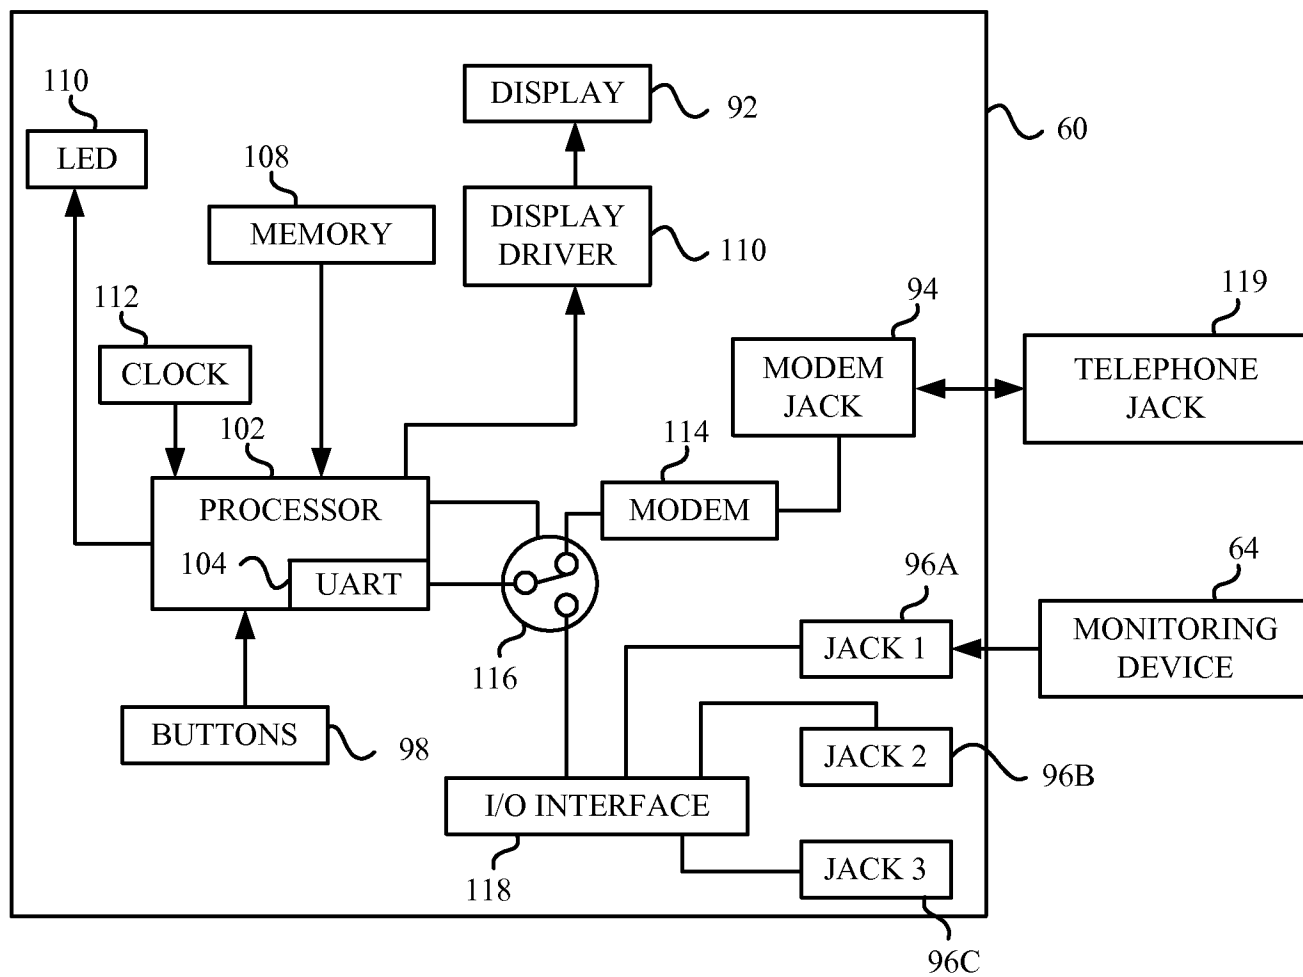 110
LED
108
MEMORY
DISPLAY
92
60
DISPLAY
DRIVER
110
112
CLOCK
94
MODEM
JACK
119
TELEPHONE
JACK
102
PROCESSOR
104
UART
114
MODEM
116
96A
JACK 1
64
MONITORING
DEVICE
BUTTONS
98
JACK 2
96B
I/O INTERFACE
118
JACK 3
96C